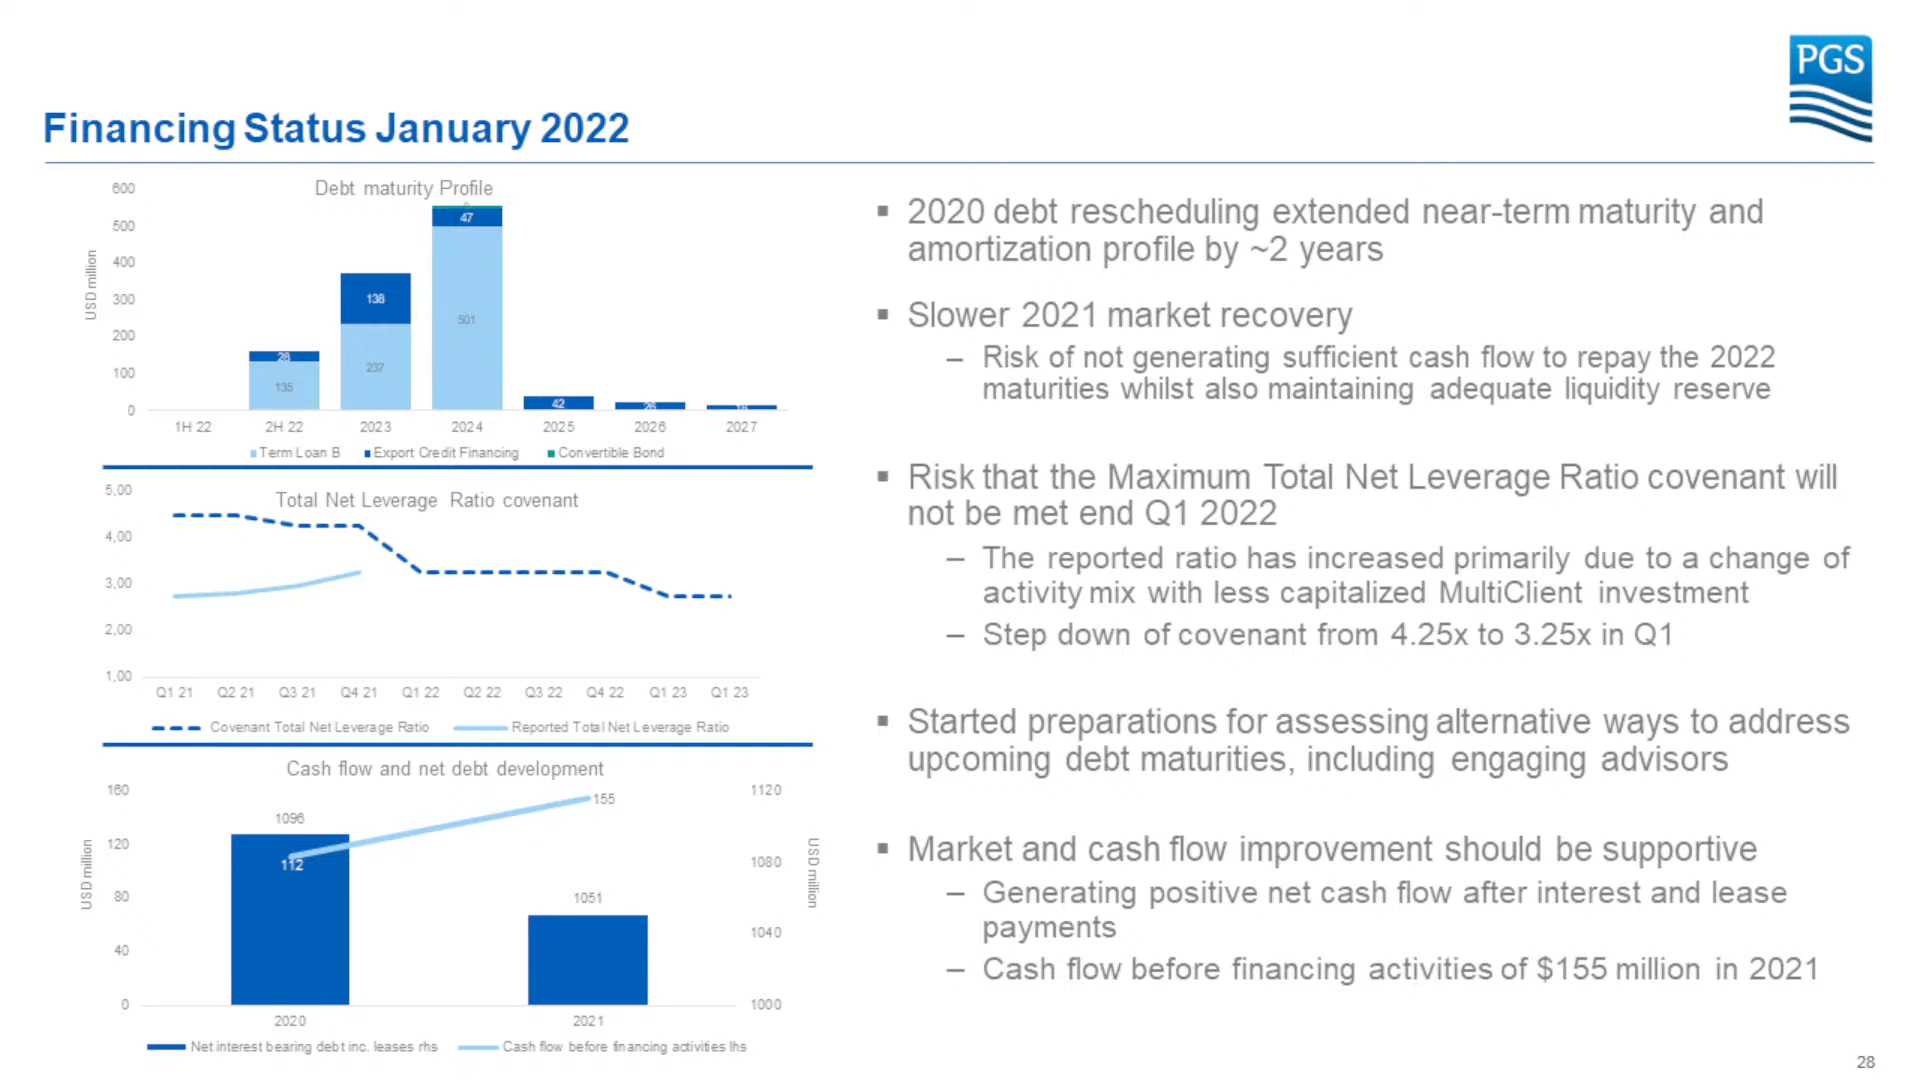 PGS
Financing Status January 2022
Debt maturity Profile
600
500
400
300
200
100
0
USD million
28
135
138
237
47
501
42
26
1H 22 2H 22 2023 2024 2025 2026 2027
Term Loan B Export Credit Financing Convertible Bond
Total Net Leverage Ratio covenant
5,00
4,00
3,00
2,00
1,00
Q1 21 Q2 21 Q3 21 Q4 21 Q1 22 Q2 22 Q3 22 Q4 22 Q1 23 Q1 23
Covenant Total Net Leverage Ratio Reported Total Net Leverage Ratio
Cash flow and net debt development
160
120
80
40
0
USD million
1096
112
155
1051
1120
1080
1040
1000
USD million
2020 2021
Net interest bearing debt inc. leases rhs Cash flow before financing activities lhs
▪ 2020 debt rescheduling extended near-term maturity and
amortization profile by ~2 years
▪ Slower 2021 market recovery
– Risk of not generating sufficient cash flow to repay the 2022
maturities whilst also maintaining adequate liquidity reserve
▪ Risk that the Maximum Total Net Leverage Ratio covenant will
not be met end Q1 2022
– The reported ratio has increased primarily due to a change of
activity mix with less capitalized MultiClient investment
– Step down of covenant from 4.25x to 3.25x in Q1
▪ Started preparations for assessing alternative ways to address
upcoming debt maturities, including engaging advisors
▪ Market and cash flow improvement should be supportive
– Generating positive net cash flow after interest and lease
payments
– Cash flow before financing activities of $155 million in 2021
28